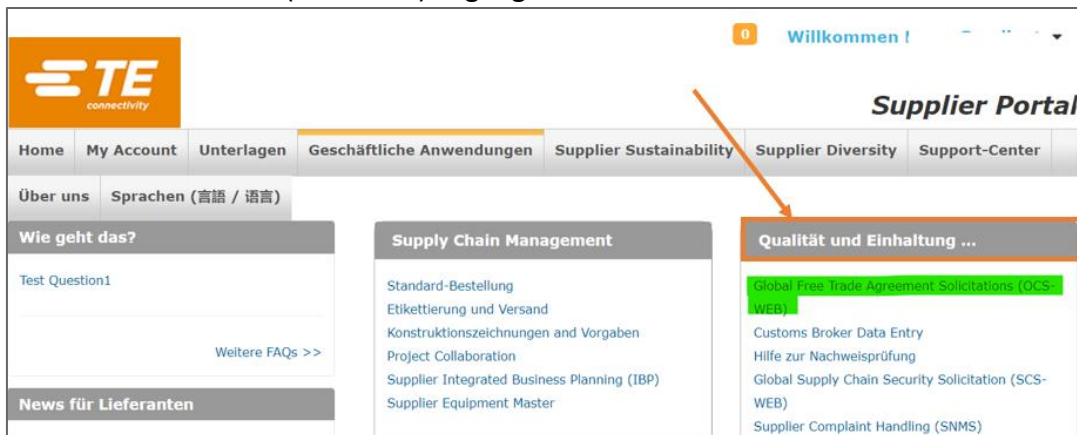 0 Willkommen !
TE
connectivity
Supplier Portal
Home My Account Unterlagen Geschäftliche Anwendungen Supplier Sustainability Supplier Diversity Support-Center
Über uns Sprachen (言語 / 语言)
Wie geht das?
Test Question1
Weitere FAQs >>
News für Lieferanten
Supply Chain Management
Standard-Bestellung
Etikettierung und Versand
Konstruktionszeichnungen and Vorgaben
Project Collaboration
Supplier Integrated Business Planning (IBP)
Supplier Equipment Master
Qualität und Einhaltung ...
Global Free Trade Agreement Solicitations (OCS-
WEB)
Customs Broker Data Entry
Hilfe zur Nachweisprüfung
Global Supply Chain Security Solicitation (SCS-
WEB)
Supplier Complaint Handling (SNMS)